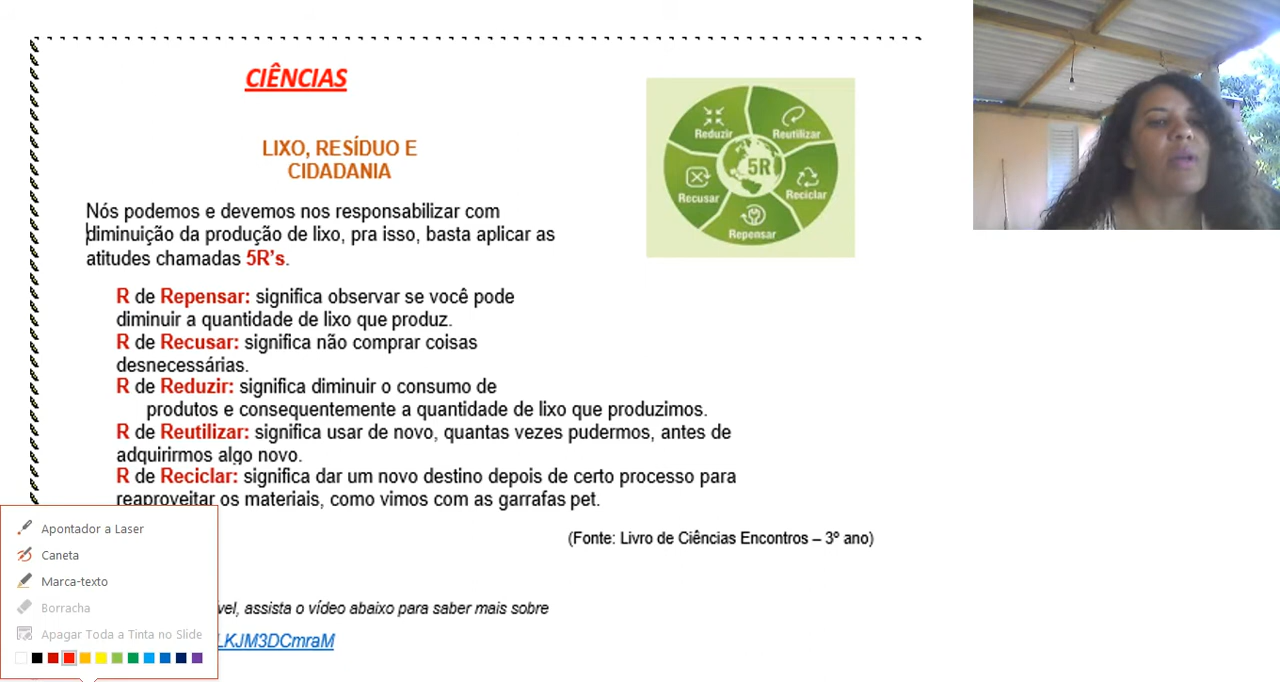 CIÊNCIAS
LIXO, RESÍDUO E
CIDADANIA
Reduzir
Reutilizar
5R
Recusar
Reciclar
Repensar
Nós podemos e devemos nos responsabilizar com
diminuição da produção de lixo, pra isso, basta aplicar as
atitudes chamadas 5R's.
R de Repensar: significa observar se você pode
diminuir a quantidade de lixo que produz.
R de Recusar: significa não comprar coisas
desnecessárias.
R de Reduzir: significa diminuir o consumo de
produtos e consequentemente a quantidade de lixo que produzimos.
R de Reutilizar: significa usar de novo, quantas vezes pudermos, antes de
adquirirmos algo novo.
R de Reciclar: significa dar um novo destino depois de certo processo para
reaproveitar os materiais, como vimos com as garrafas pet.
(Fonte: Livro de Ciências Encontros – 3º ano)
Apontador a Laser
Caneta
Marca-texto
Borracha
Apagar Toda a Tinta no Slide
vel, assista o vídeo abaixo para saber mais sobre
LKJM3DCmraM